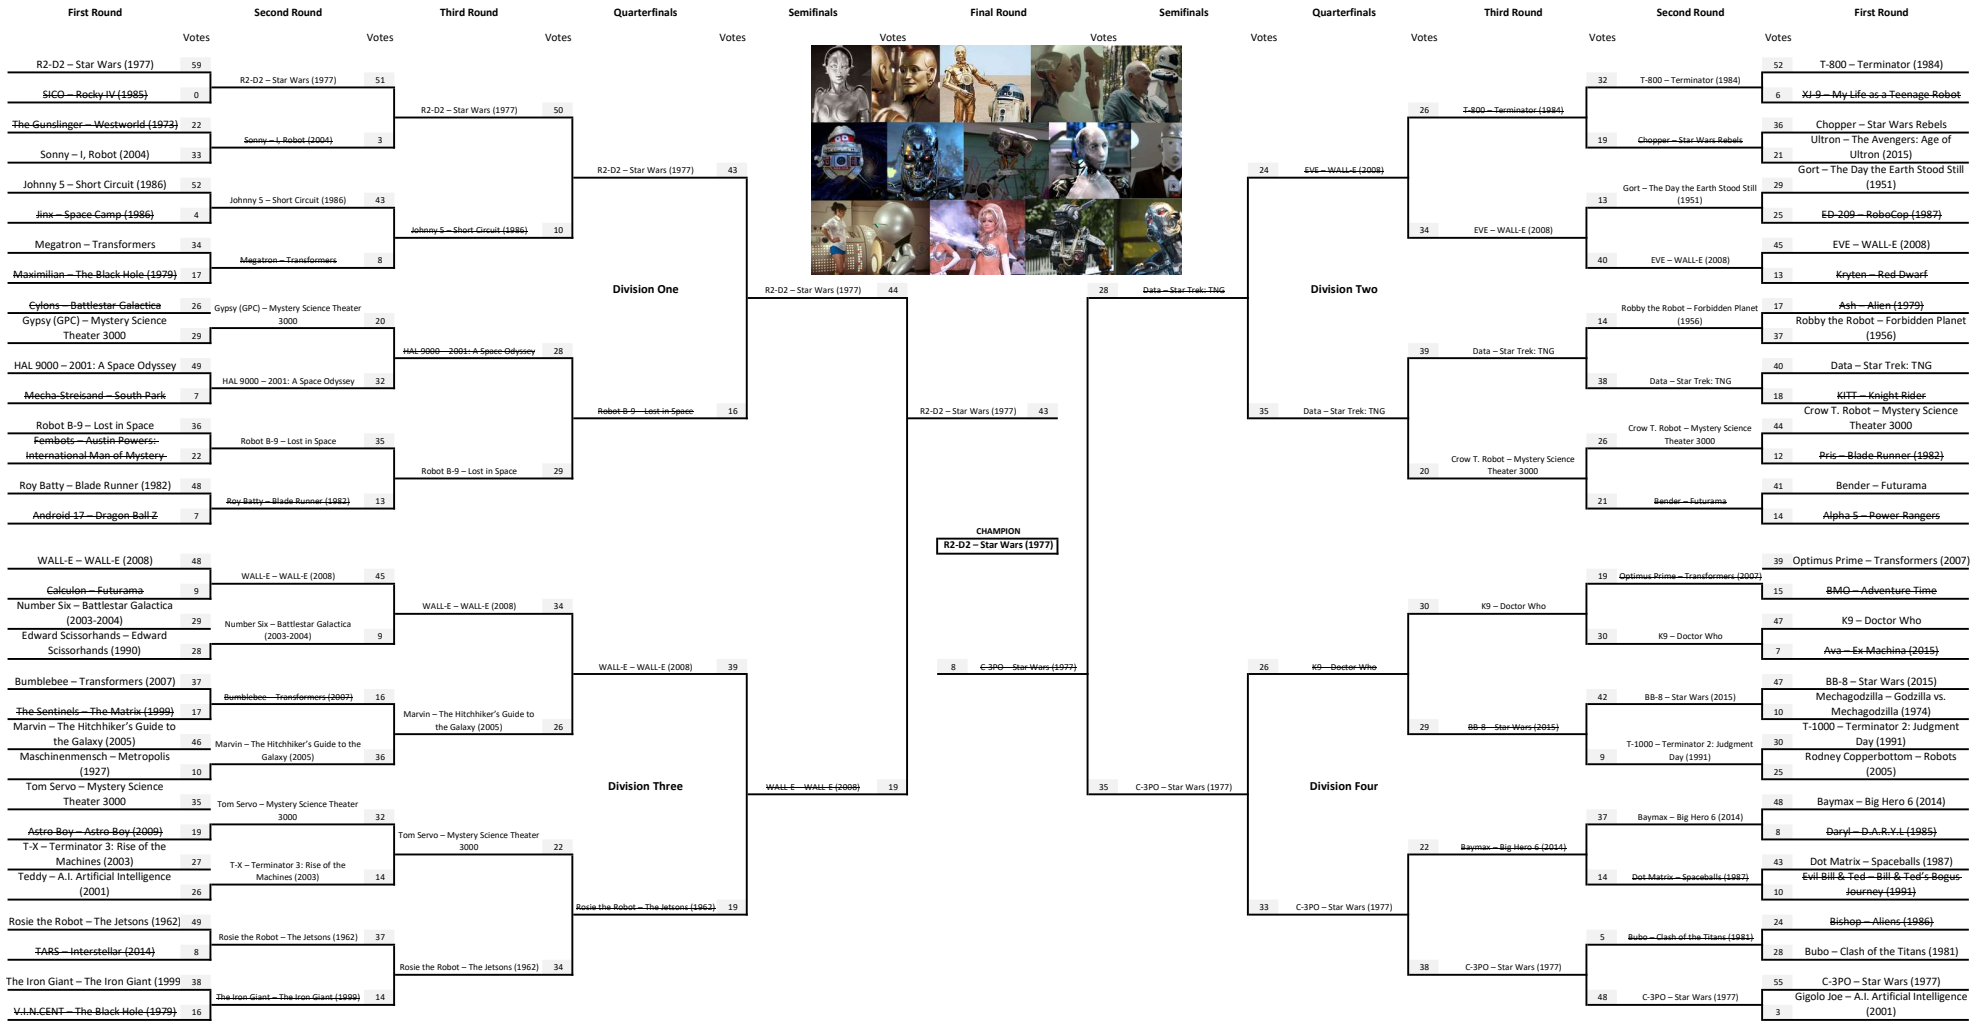 First Round
Second Round
Third Round
Quarterfinals
Semifinals
Final Round
Semifinals
Quarterfinals
Third Round
Second Round
First Round
Votes
Votes
Votes
Votes
Votes
Votes
Votes
Votes
Votes
Votes
R2-D2 – Star Wars (1977) 59
SICO – Rocky IV (1985) 0
The Gunslinger – Westworld (1973) 22
Sonny – I, Robot (2004) 33
Johnny 5 – Short Circuit (1986) 52
Jinx – Space Camp (1986) 4
Megatron – Transformers 34
Maximilian – The Black Hole (1979) 17
Cylons – Battlestar Galactica 26
Gypsy (GPC) – Mystery Science
Theater 3000 29
HAL 9000 – 2001: A Space Odyssey 49
Mecha-Streisand – South Park 7
Robot B-9 – Lost in Space 36
Fembots – Austin Powers:
International Man of Mystery 22
Roy Batty – Blade Runner (1982) 48
Android 17 – Dragon Ball Z 7
WALL-E – WALL-E (2008) 48
Calculon – Futurama 9
Number Six – Battlestar Galactica
(2003-2004) 29
Edward Scissorhands – Edward
Scissorhands (1990) 28
Bumblebee – Transformers (2007) 37
The Sentinels – The Matrix (1999) 17
Marvin – The Hitchhiker's Guide to
the Galaxy (2005) 46
Maschinenmensch – Metropolis
(1927) 10
Tom Servo – Mystery Science
Theater 3000 35
Astro Boy – Astro Boy (2009) 19
T-X – Terminator 3: Rise of the
Machines (2003) 27
Teddy – A.I. Artificial Intelligence
(2001) 26
Rosie the Robot – The Jetsons (1962) 49
TARS – Interstellar (2014) 8
The Iron Giant – The Iron Giant (1999 38
V.I.N.CENT – The Black Hole (1979) 16
R2-D2 – Star Wars (1977) 51
Sonny – I, Robot (2004) 3
Johnny 5 – Short Circuit (1986) 43
Megatron – Transformers 8
Gypsy (GPC) – Mystery Science Theater
3000 20
HAL 9000 – 2001: A Space Odyssey 32
Robot B-9 – Lost in Space 35
Roy Batty – Blade Runner (1982) 13
WALL-E – WALL-E (2008) 45
Number Six – Battlestar Galactica
(2003-2004) 9
Bumblebee – Transformers (2007) 16
Marvin – The Hitchhiker's Guide to the
Galaxy (2005) 36
Tom Servo – Mystery Science Theater
3000 32
T-X – Terminator 3: Rise of the
Machines (2003) 14
Rosie the Robot – The Jetsons (1962) 37
The Iron Giant – The Iron Giant (1999) 14
R2-D2 – Star Wars (1977) 50
Johnny 5 – Short Circuit (1986) 10
HAL 9000 – 2001: A Space Odyssey 28
Robot B-9 – Lost in Space 29
WALL-E – WALL-E (2008) 34
Marvin – The Hitchhiker's Guide to
the Galaxy (2005) 26
Tom Servo – Mystery Science Theater
3000 22
Rosie the Robot – The Jetsons (1962) 34
R2-D2 – Star Wars (1977) 43
Division One
Robot B-9 – Lost in Space 16
WALL-E – WALL-E (2008) 39
Division Three
Rosie the Robot – The Jetsons (1962) 19
R2-D2 – Star Wars (1977) 44
WALL-E – WALL-E (2008) 19
R2-D2 – Star Wars (1977) 43
CHAMPION
R2-D2 – Star Wars (1977)
8 C-3PO – Star Wars (1977)
28 Data – Star Trek: TNG
35 C-3PO – Star Wars (1977)
24 EVE – WALL-E (2008)
Division Two
35 Data – Star Trek: TNG
26 K9 – Doctor Who
Division Four
33 C-3PO – Star Wars (1977)
26 T-800 – Terminator (1984)
34 EVE – WALL-E (2008)
39 Data – Star Trek: TNG
Crow T. Robot – Mystery Science
20 Theater 3000
30 K9 – Doctor Who
29 BB-8 – Star Wars (2015)
22 Baymax – Big Hero 6 (2014)
38 C-3PO – Star Wars (1977)
32 T-800 – Terminator (1984)
19 Chopper – Star Wars Rebels
Gort – The Day the Earth Stood Still
13 (1951)
40 EVE – WALL-E (2008)
Robby the Robot – Forbidden Planet
14 (1956)
38 Data – Star Trek: TNG
Crow T. Robot – Mystery Science
26 Theater 3000
21 Bender – Futurama
19 Optimus Prime – Transformers (2007)
30 K9 – Doctor Who
42 BB-8 – Star Wars (2015)
T-1000 – Terminator 2: Judgment
9 Day (1991)
37 Baymax – Big Hero 6 (2014)
14 Dot Matrix – Spaceballs (1987)
5 Bubo – Clash of the Titans (1981)
48 C-3PO – Star Wars (1977)
52 T-800 – Terminator (1984)
6 XJ-9 – My Life as a Teenage Robot
36 Chopper – Star Wars Rebels
Ultron – The Avengers: Age of
21 Ultron (2015)
Gort – The Day the Earth Stood Still
29 (1951)
25 ED-209 – RoboCop (1987)
45 EVE – WALL-E (2008)
13 Kryten – Red Dwarf
17 Ash – Alien (1979)
Robby the Robot – Forbidden Planet
37 (1956)
40 Data – Star Trek: TNG
18 KITT – Knight Rider
Crow T. Robot – Mystery Science
44 Theater 3000
12 Pris – Blade Runner (1982)
41 Bender – Futurama
14 Alpha 5 – Power Rangers
39 Optimus Prime – Transformers (2007)
15 BMO – Adventure Time
47 K9 – Doctor Who
7 Ava – Ex Machina (2015)
47 BB-8 – Star Wars (2015)
Mechagodzilla – Godzilla vs.
10 Mechagodzilla (1974)
T-1000 – Terminator 2: Judgment
30 Day (1991)
Rodney Copperbottom – Robots
25 (2005)
48 Baymax – Big Hero 6 (2014)
8 Daryl – D.A.R.Y.L (1985)
43 Dot Matrix – Spaceballs (1987)
Evil Bill & Ted – Bill & Ted's Bogus
10 Journey (1991)
24 Bishop – Aliens (1986)
28 Bubo – Clash of the Titans (1981)
55 C-3PO – Star Wars (1977)
Gigolo Joe – A.I. Artificial Intelligence
3 (2001)